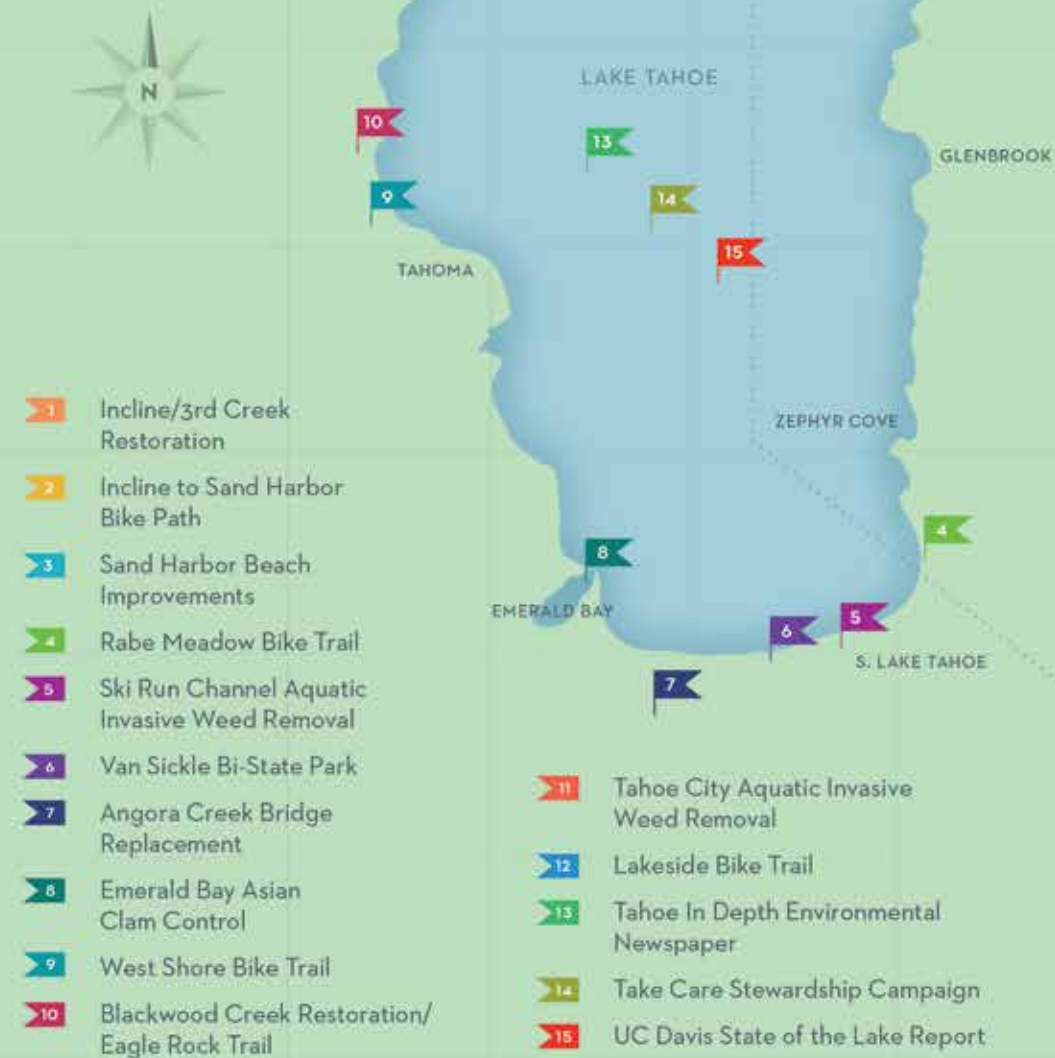 N
LAKE TAHOE
10
13
GLENBROOK
9
14
15
TAHOMA
ZEPHYR COVE
4
8
EMERALD BAY
5
6
S. LAKE TAHOE
7
1 Incline/3rd Creek
Restoration
2 Incline to Sand Harbor
Bike Path
3 Sand Harbor Beach
Improvements
4 Rabe Meadow Bike Trail
5 Ski Run Channel Aquatic
Invasive Weed Removal
6 Van Sickle Bi-State Park
7 Angora Creek Bridge
Replacement
8 Emerald Bay Asian
Clam Control
9 West Shore Bike Trail
10 Blackwood Creek Restoration/
Eagle Rock Trail
11 Tahoe City Aquatic Invasive
Weed Removal
12 Lakeside Bike Trail
13 Tahoe In Depth Environmental
Newspaper
14 Take Care Stewardship Campaign
15 UC Davis State of the Lake Report